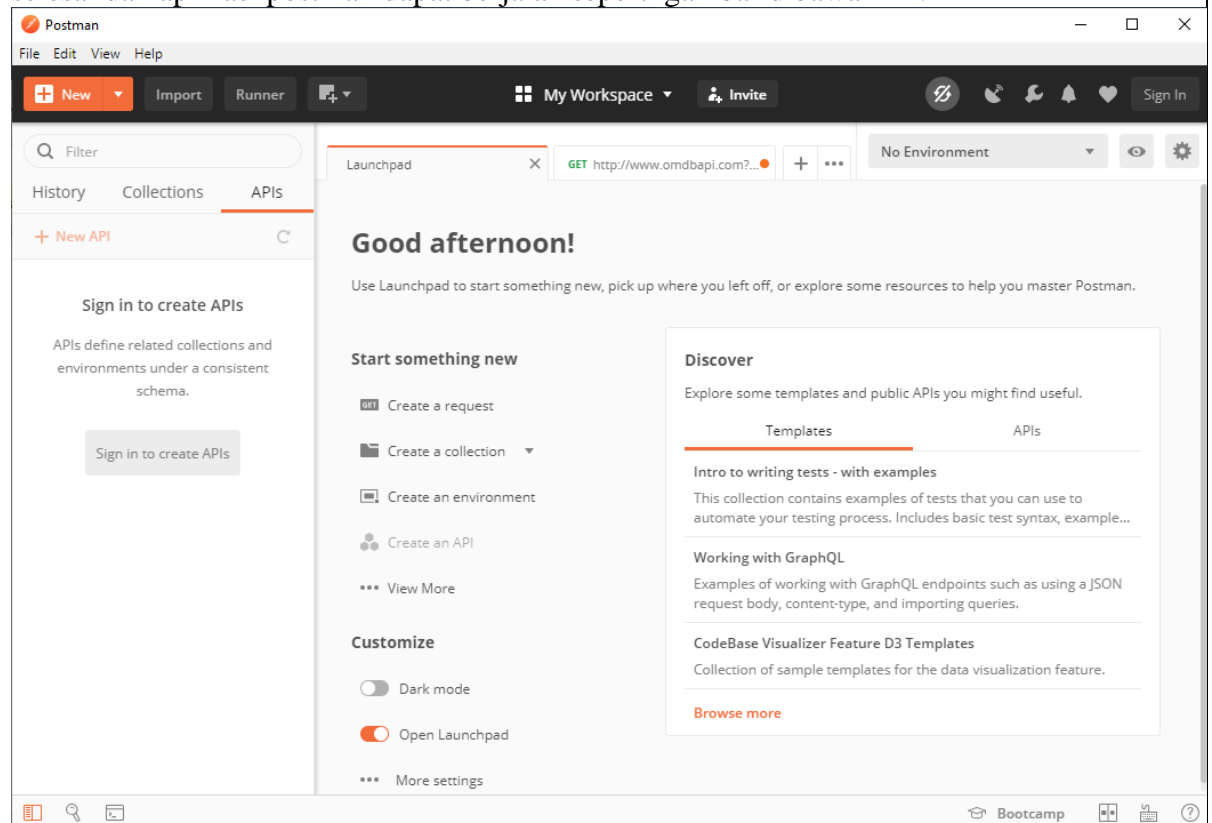 Postman
File Edit View Help
New
Import
Runner
My Workspace
Invite
Sign In
Filter
History Collections APIs
+ New API
Sign in to create APIs
APIs define related collections and
environments under a consistent
schema.
Sign in to create APIs
Launchpad
GET http://www.omdbapi.com?...
No Environment
Good afternoon!
Use Launchpad to start something new, pick up where you left off, or explore some resources to help you master Postman.
Start something new
GET Create a request
Create a collection
Create an environment
Create an API
View More
Customize
Dark mode
Open Launchpad
More settings
Discover
Explore some templates and public APIs you might find useful.
Templates APIs
Intro to writing tests - with examples
This collection contains examples of tests that you can use to
automate your testing process. Includes basic test syntax, example...
Working with GraphQL
Examples of working with GraphQL endpoints such as using a JSON
request body, content-type, and importing queries.
CodeBase Visualizer Feature D3 Templates
Collection of sample templates for the data visualization feature.
Browse more
Bootcamp